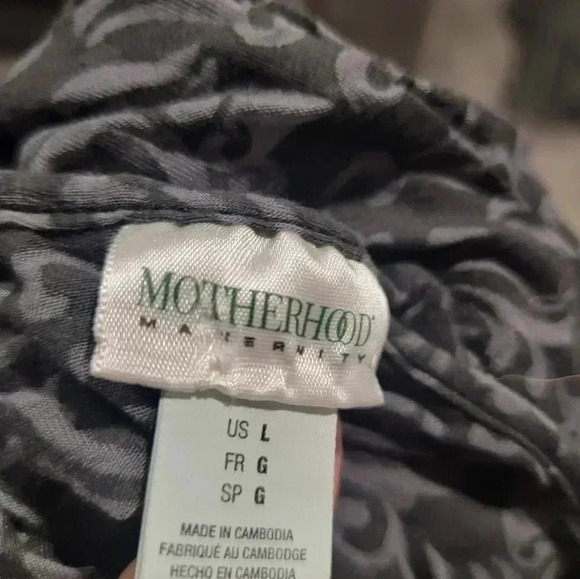 MOTHERHOOD®
MATERNITY
US L
FR G
SP G
MADE IN CAMBODIA
FABRIQUÉ AU CAMBODGE
HECHO EN CAMBODIA